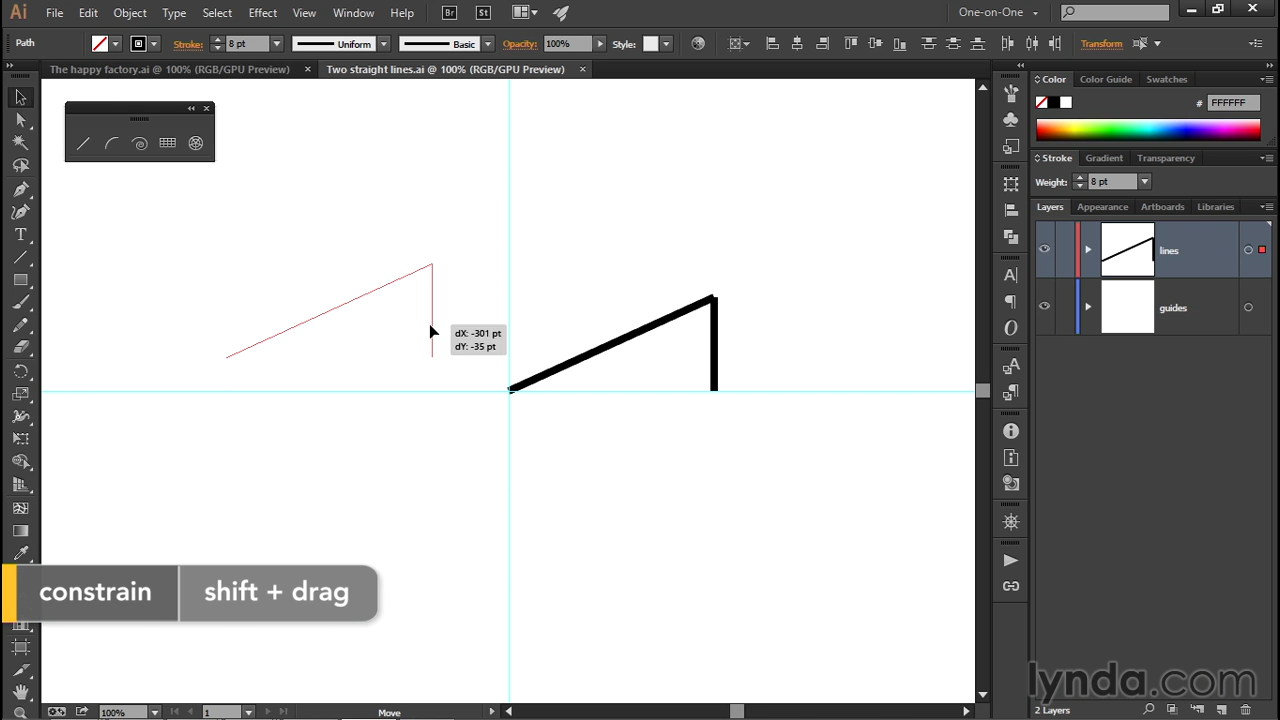 Ai File Edit Object Type Select Effect View Window Help Br St One-on-One
Path Stroke: 8 pt Uniform Basic Opacity: 100% Style: Transform
The happy factory.ai @ 100% (RGB/GPU Preview) Two straight lines.ai @ 100% (RGB/GPU Preview)
Color Color Guide Swatches
# FFFFFF
Stroke Gradient Transparency
Weight: 8 pt
Layers Appearance Artboards Libraries
lines
guides
dX: -301 pt
dY: -35 pt
constrain shift + drag
lynda.com
100% 1 Move 2 Layers